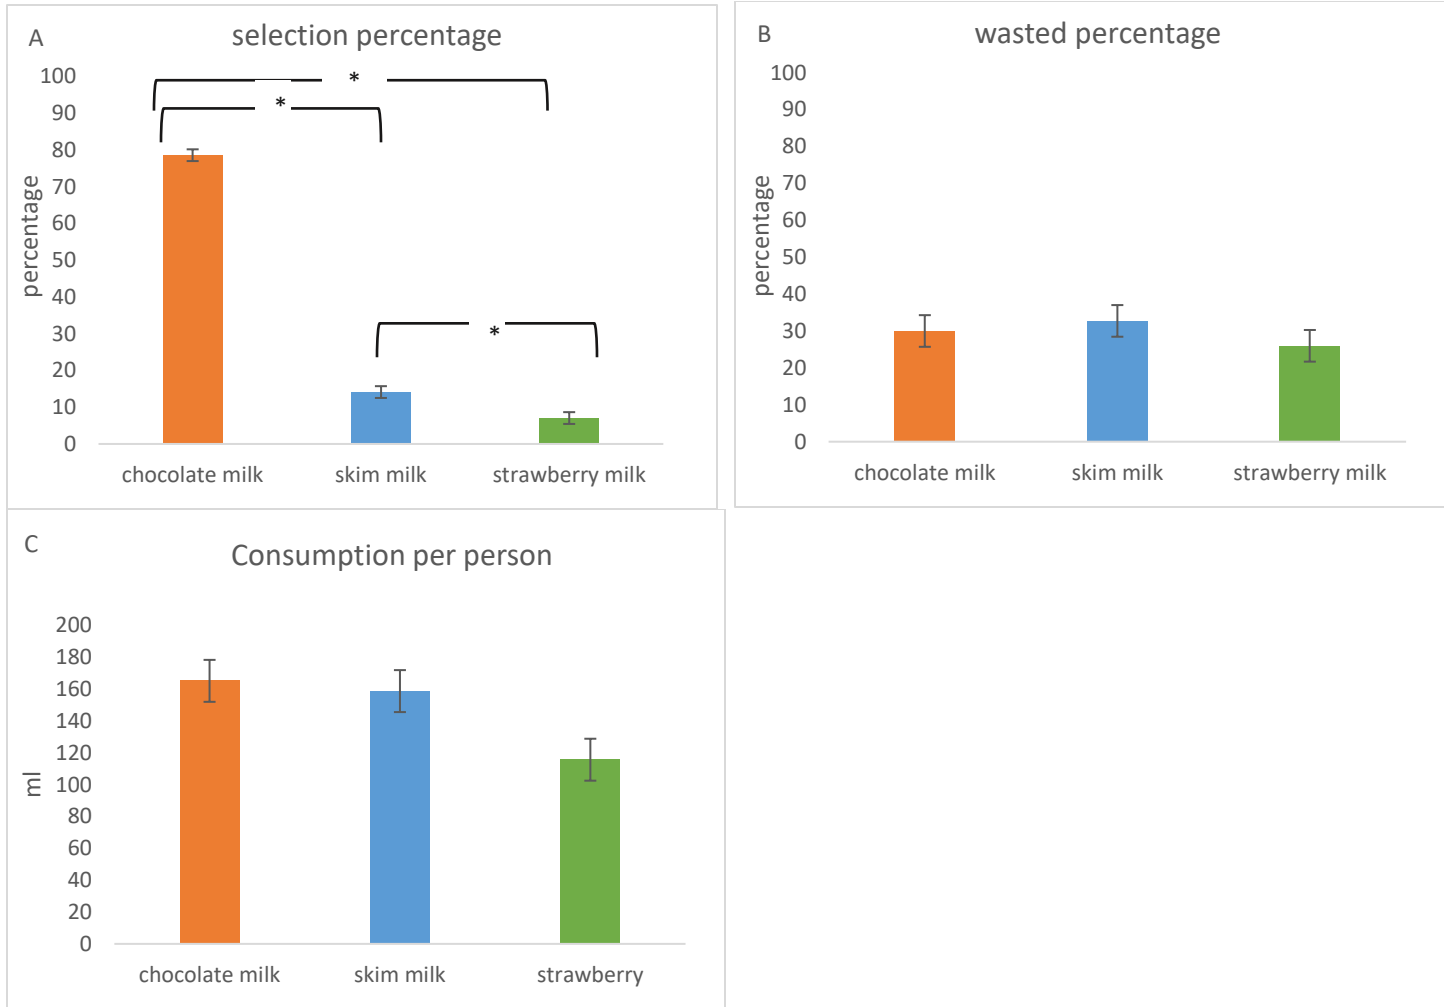 A
selection percentage
100
90
80
70
60
50
40
30
20
10
0
percentage
*
*
*
chocolate milk
skim milk
strawberry milk
B
wasted percentage
100
90
80
70
60
50
40
30
20
10
0
percentage
chocolate milk
skim milk
strawberry milk
C
Consumption per person
200
180
160
140
120
100
80
60
40
20
0
ml
chocolate milk
skim milk
strawberry